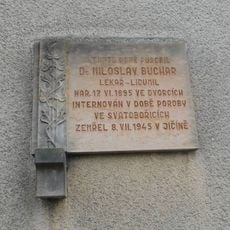 V TOMTO DOMĚ PŮSOBIL
Dr MILOSLAV BUCHAR
LÉKAŘ - LIDUMIL
NAR. 17. VI. 1895 VE DVORCÍCH
INTERNOVÁN V DOBĚ POROBY
VE SVATOBOŘICÍCH
ZEMŘEL 8. VII. 1945 V JIČÍNĚ